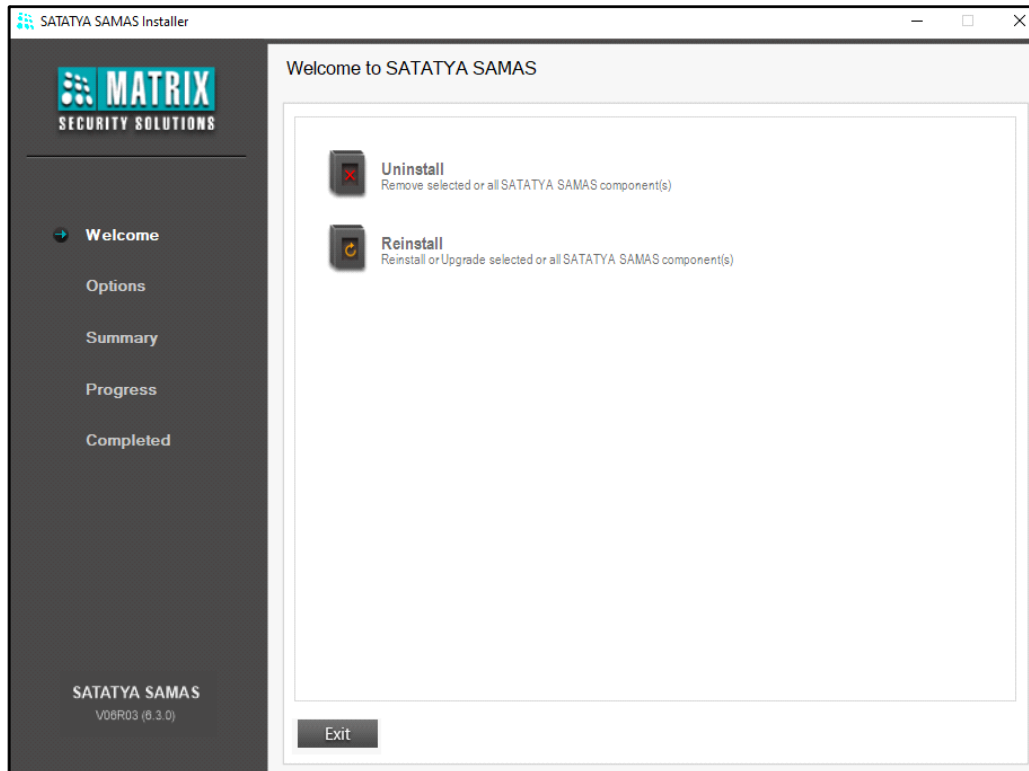 SATATYA SAMAS Installer
MATRIX
SECURITY SOLUTIONS
Welcome
Options
Summary
Progress
Completed
SATATYA SAMAS
V06R03 (6.3.0)
Welcome to SATATYA SAMAS
Uninstall
Remove selected or all SATATYA SAMAS component(s)
Reinstall
Reinstall or Upgrade selected or all SATATYA SAMAS component(s)
Exit